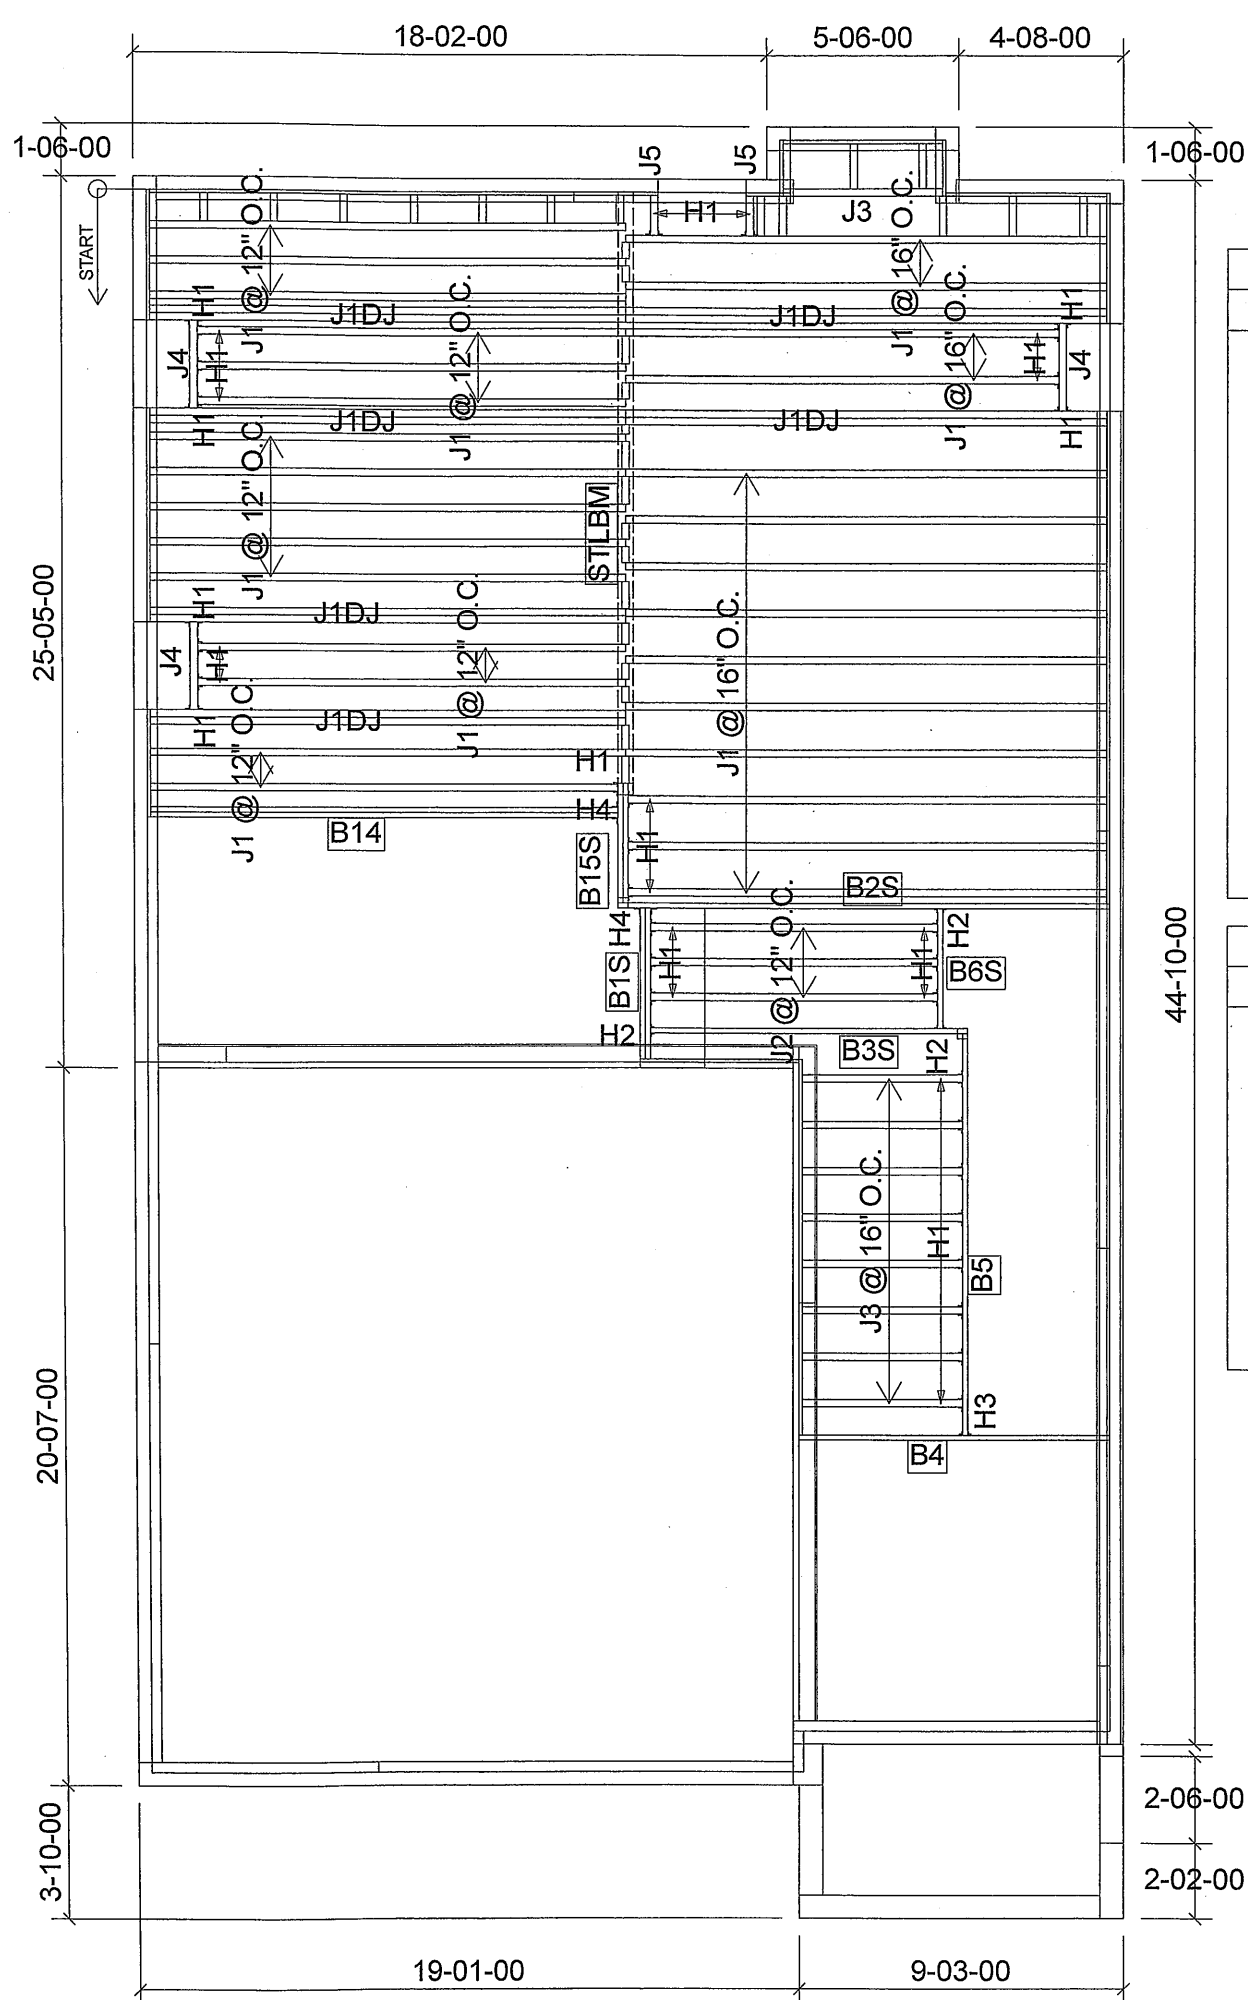 18-02-00
5-06-00
4-08-00
1-06-00
1-06-00
START
J5
J5
H1
J3
J1 @ 12" O.C.
J1 @ 16" O.C.
H1
J1DJ
J1DJ
H1
J4
H1
J1 @ 12" O.C.
J1 @ 16" O.C.
H1
J4
H1
J1DJ
J1DJ
H1
J1 @ 12" O.C.
STLBM
25-05-00
H1
J1DJ
J1 @ 16" O.C.
J4
H1
J1 @ 12" O.C.
H1
J1DJ
J1 @ 12" O.C.
H1
H4
B14
B15S
H1
B2S
H4
H1
J2 @ 12" O.C.
H1
H2
B1S
B6S
44-10-00
H2
B3S
H2
J3 @ 16" O.C.
H1
B5
20-07-00
H3
B4
3-10-00
2-06-00
2-02-00
19-01-00
9-03-00